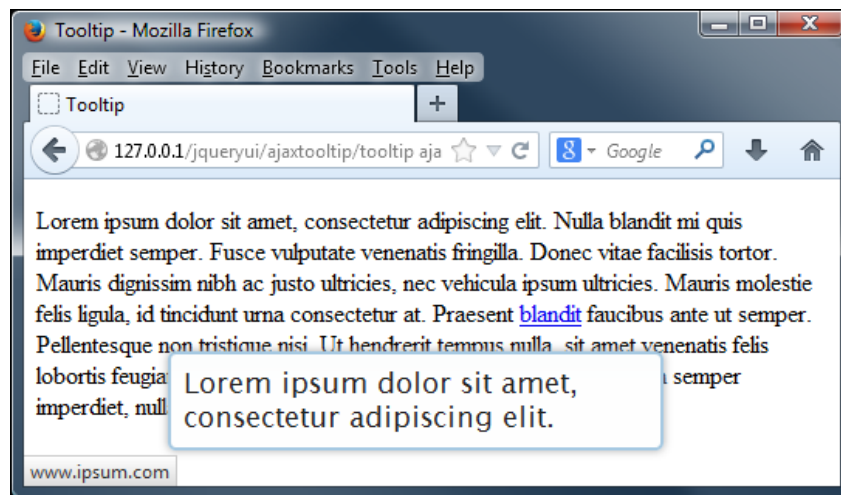 Tooltip - Mozilla Firefox
File Edit View History Bookmarks Tools Help
Tooltip
127.0.0.1/jqueryui/ajaxtooltip/tooltip aja
8 Google
Lorem ipsum dolor sit amet, consectetur adipiscing elit. Nulla blandit mi quis
imperdiet semper. Fusce vulputate venenatis fringilla. Donec vitae facilisis tortor.
Mauris dignissim nibh ac justo ultricies, nec vehicula ipsum ultricies. Mauris molestie
felis ligula, id tincidunt urna consectetur at. Praesent blandit faucibus ante ut semper.
Pellentesque non tristique nisi. Ut hendrerit tempus nulla, sit amet venenatis felis
lobortis feugia semper
imperdiet, null
Lorem ipsum dolor sit amet,
consectetur adipiscing elit.
www.ipsum.com